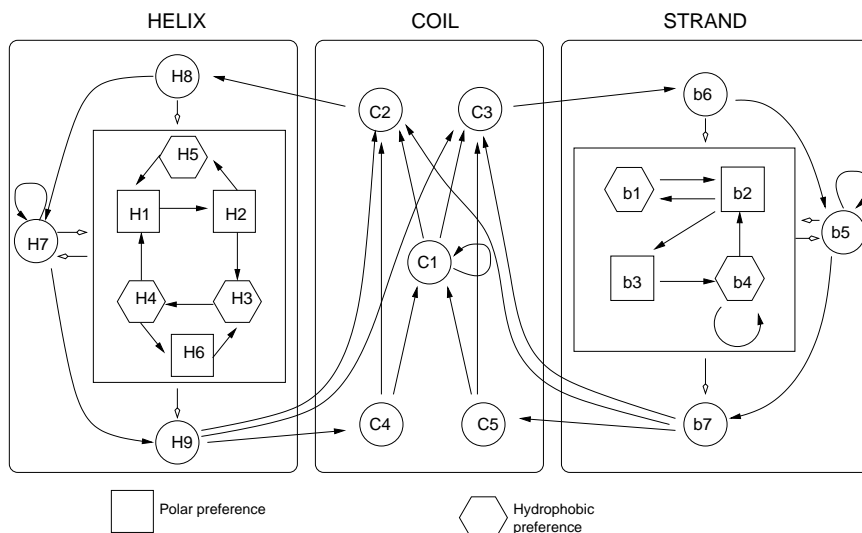 HELIX
COIL
STRAND
H8
C2
C3
b6
H5
H1
H2
b1
b2
H7
b5
C1
H4
H3
b3
b4
H6
H9
C4
C5
b7
Polar preference
Hydrophobic
preference